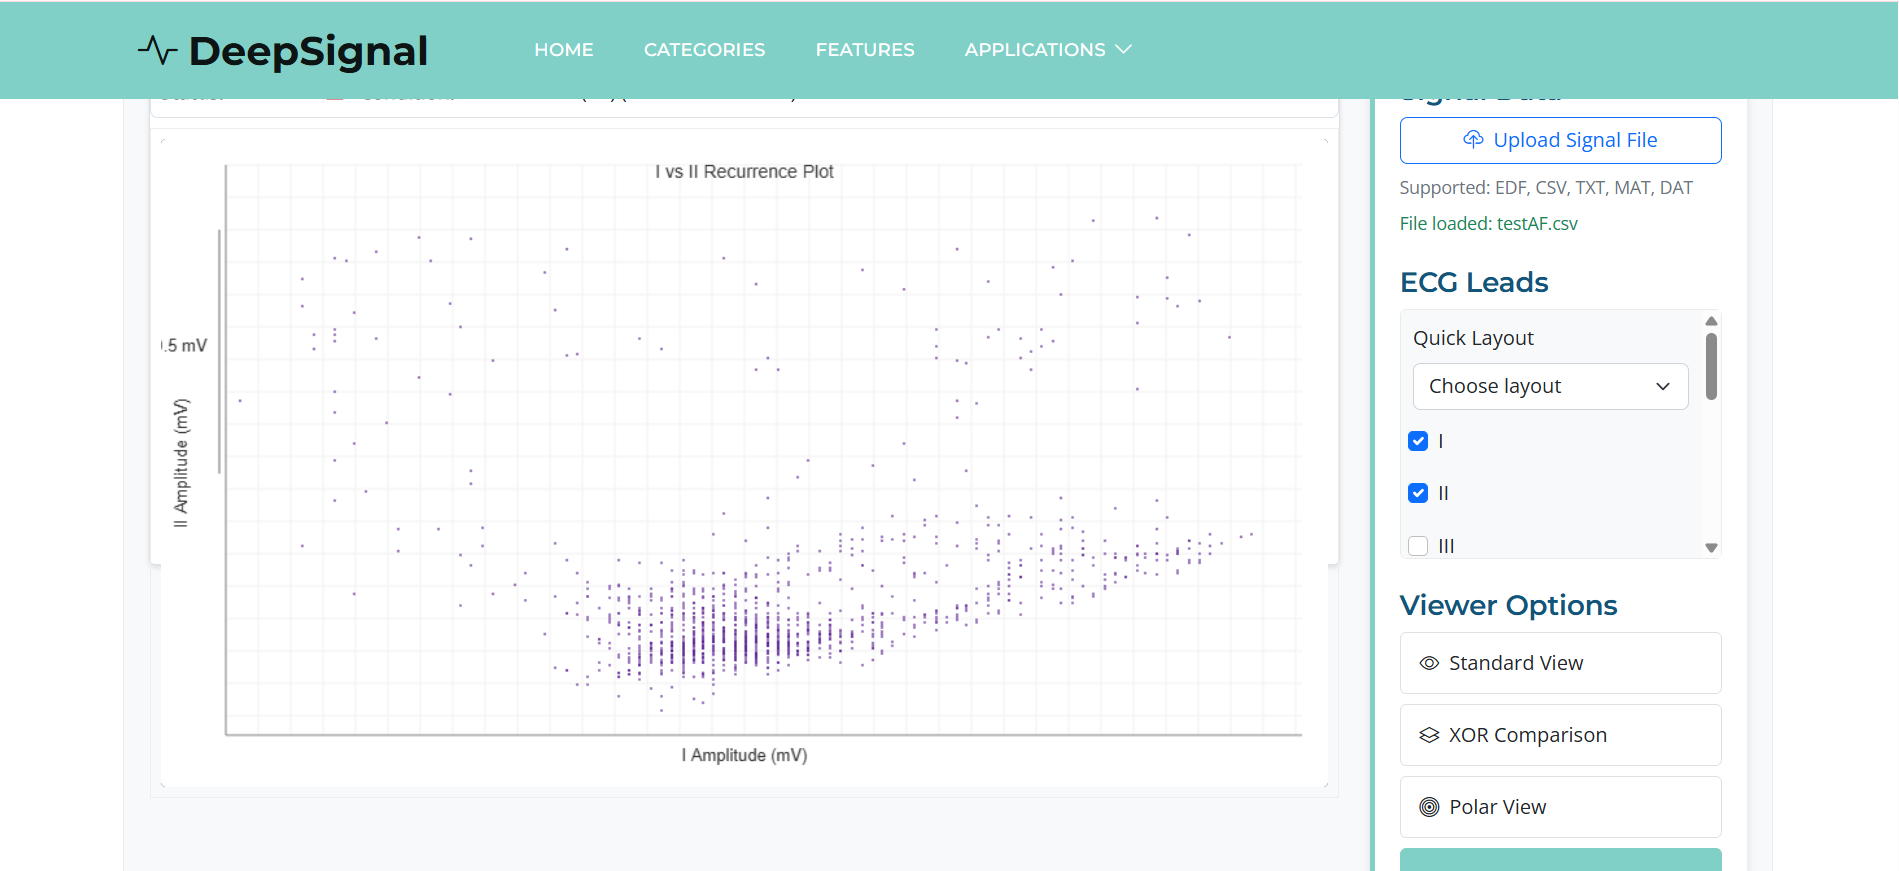 DeepSignal
HOME
CATEGORIES
FEATURES
APPLICATIONS
I vs II Recurrence Plot
.5 mV
II Amplitude (mV)
I Amplitude (mV)
Signal Data
Upload Signal File
Supported: EDF, CSV, TXT, MAT, DAT
File loaded: testAF.csv
ECG Leads
Quick Layout
Choose layout
I
II
III
Viewer Options
Standard View
XOR Comparison
Polar View